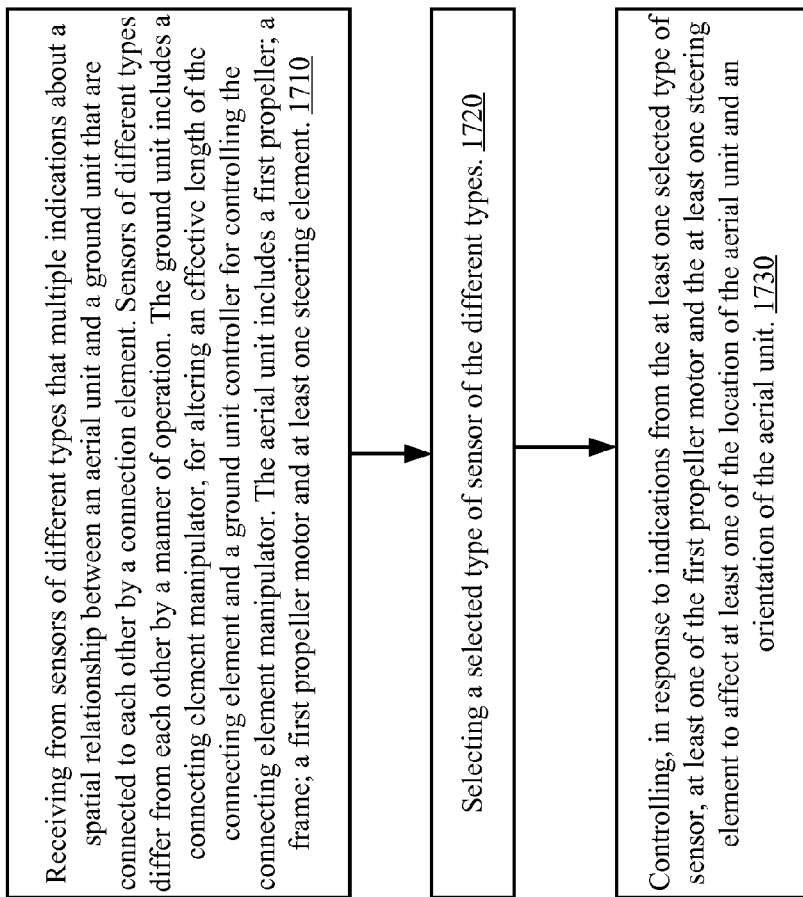 Receiving from sensors of different types that multiple indications about a
spatial relationship between an aerial unit and a ground unit that are
connected to each other by a connection element. Sensors of different types
differ from each other by a manner of operation. The ground unit includes a
connecting element manipulator, for altering an effective length of the
connecting element and a ground unit controller for controlling the
connecting element manipulator. The aerial unit includes a first propeller; a
frame; a first propeller motor and at least one steering element. 1710
Selecting a selected type of sensor of the different types. 1720
Controlling, in response to indications from the at least one selected type of
sensor, at least one of the first propeller motor and the at least one steering
element to affect at least one of the location of the aerial unit and an
orientation of the aerial unit. 1730